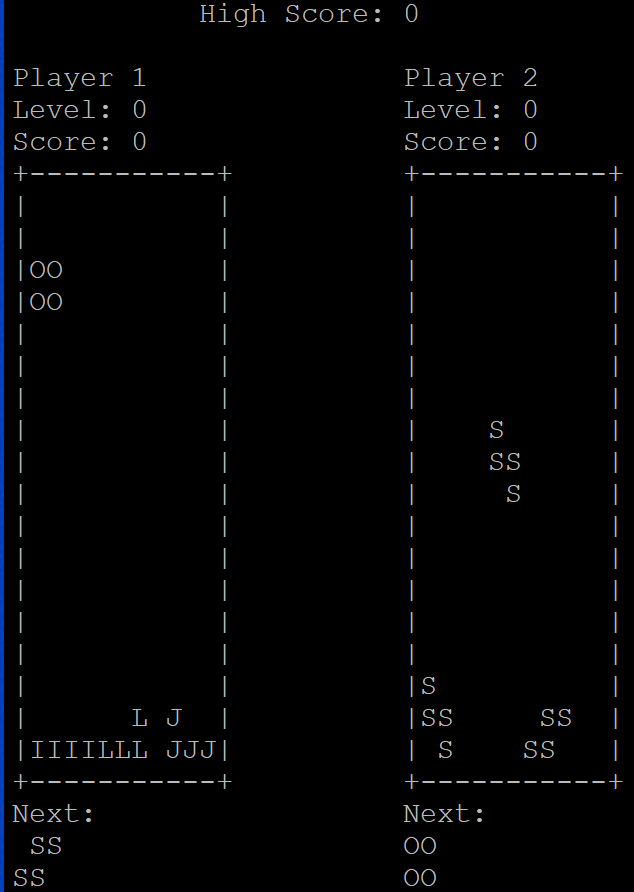 High Score: 0

Player 1               Player 2
Level: 0               Level: 0
Score: 0               Score: 0
+-----------+          +-----------+
|           |          |           |
|           |          |           |
|OO         |          |           |
|OO         |          |           |
|           |          |           |
|           |          |           |
|           |          |           |
|           |          |    S      |
|           |          |    SS     |
|           |          |     S     |
|           |          |           |
|           |          |           |
|           |          |           |
|           |          |           |
|           |          |           |
|           |          |S          |
|      L J  |          |SS     SS  |
|IIIILLL JJJ|          | S    SS   |
+-----------+          +-----------+
Next:                  Next:
 SS                    OO
SS                     OO